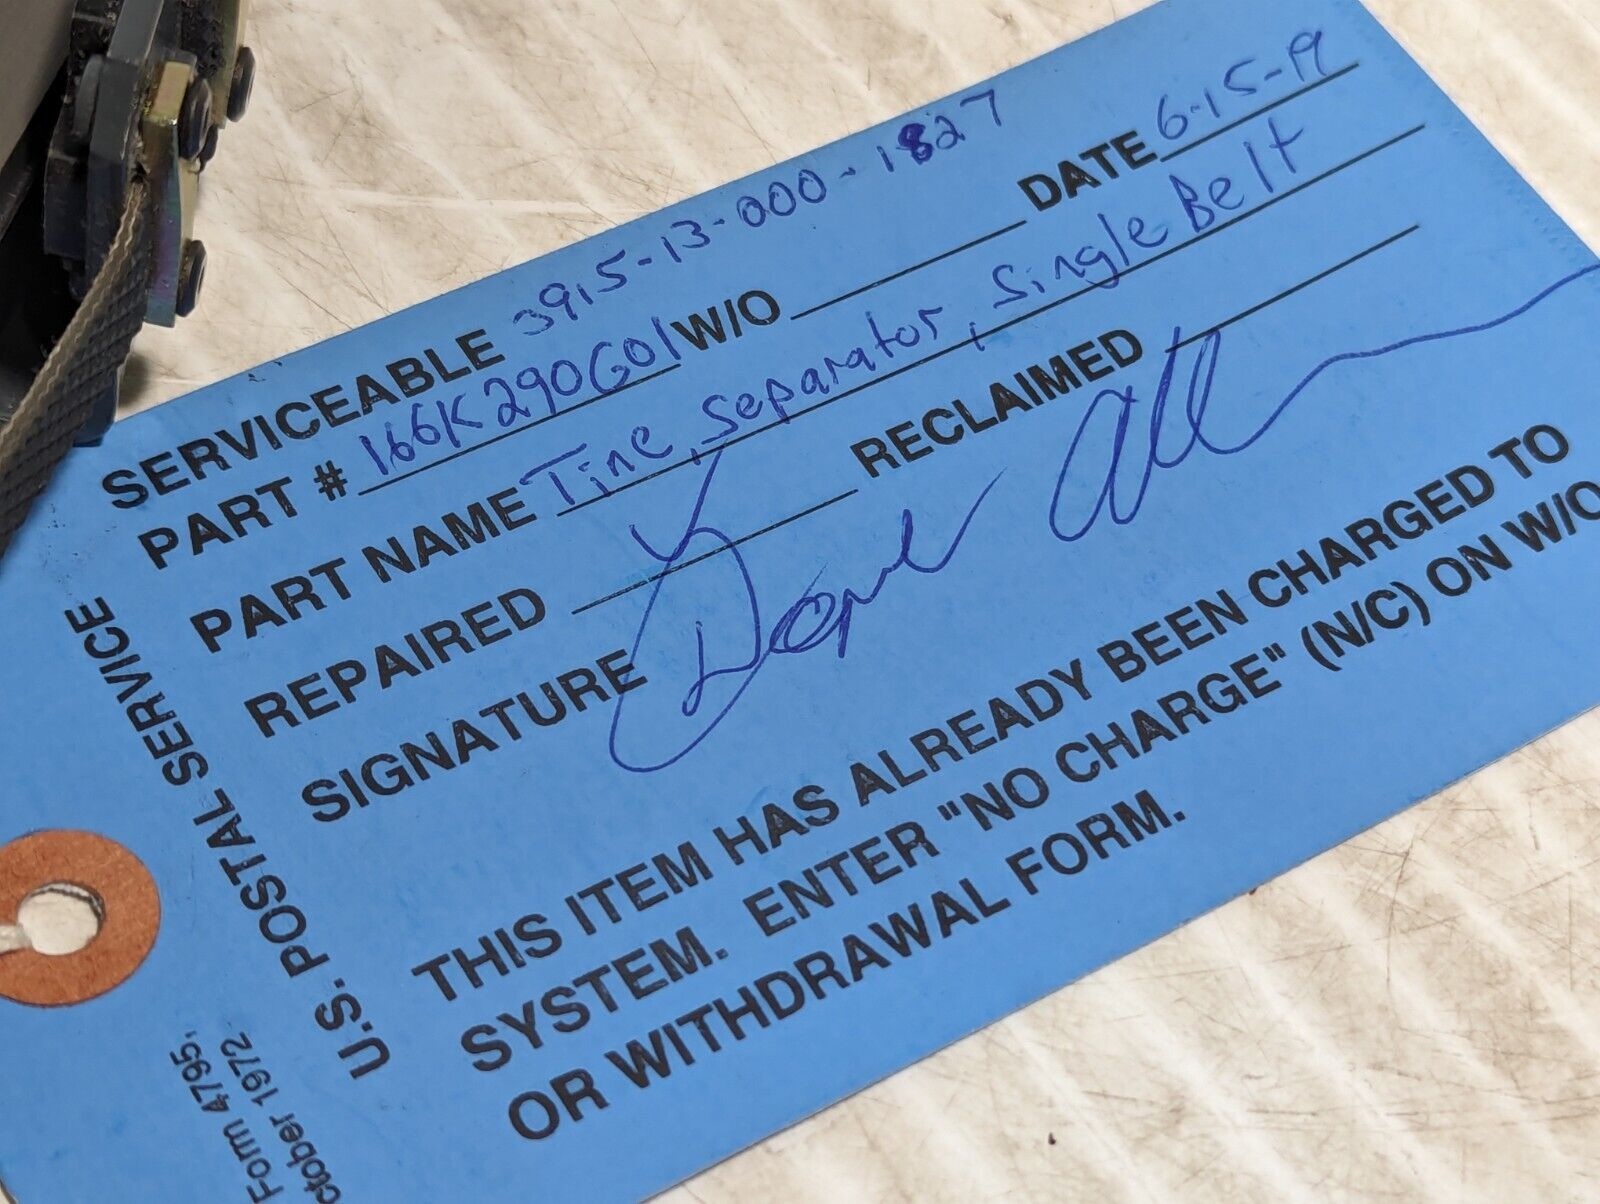 SERVICEABLE 3915-13-000-1827
PART # 166K290G01 W/O DATE 6-15-19
PART NAME Tine, Separator, Single Belt
REPAIRED RECLAIMED
SIGNATURE
THIS ITEM HAS ALREADY BEEN CHARGED TO
SYSTEM. ENTER "NO CHARGE" (N/C) ON W/O
OR WITHDRAWAL FORM.
U.S. POSTAL SERVICE
Form 4795,
ctober 1972